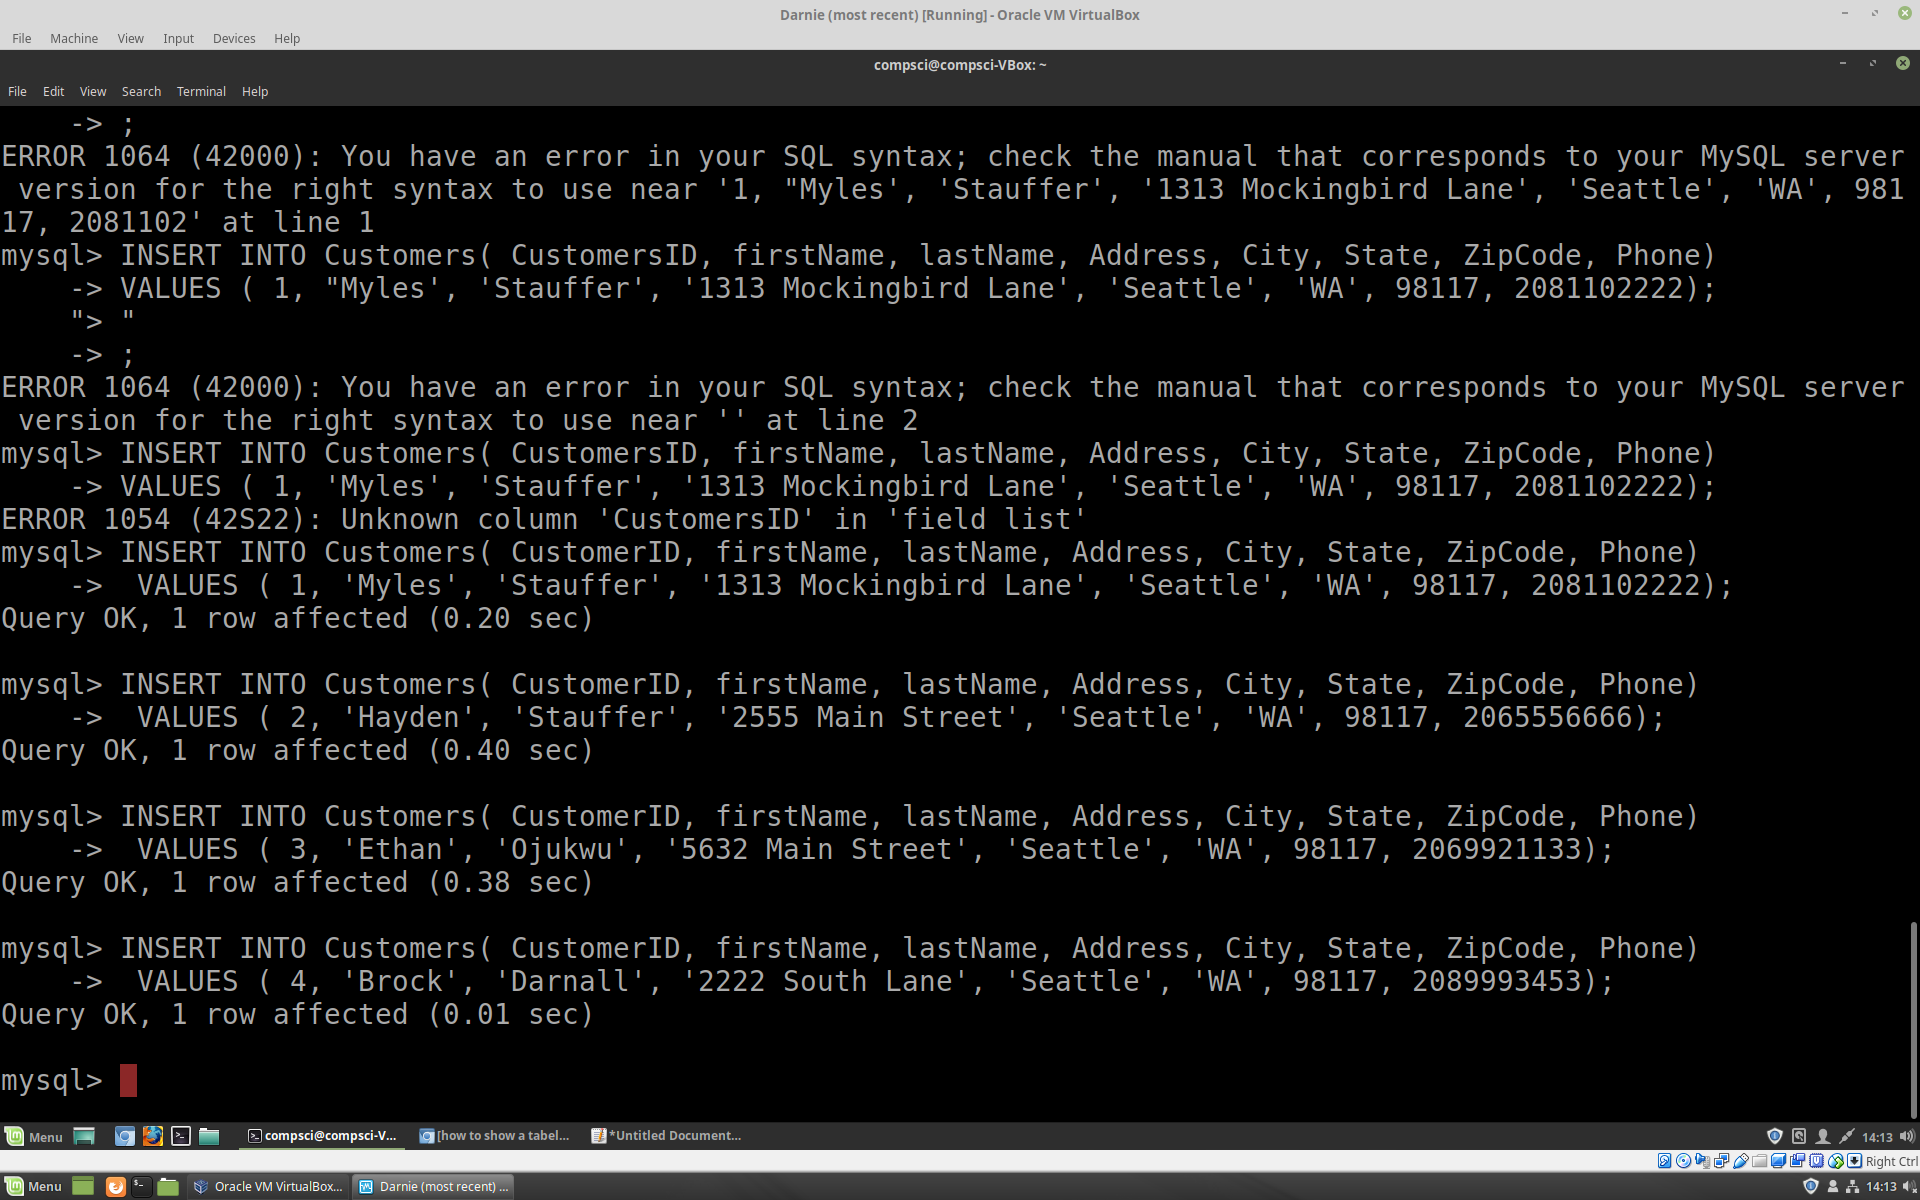 Darnie (most recent) [Running] - Oracle VM VirtualBox
File Machine View Input Devices Help
compsci@compsci-VBox: ~
File Edit View Search Terminal Help
-> ;
ERROR 1064 (42000): You have an error in your SQL syntax; check the manual that corresponds to your MySQL server
version for the right syntax to use near '1, "Myles', 'Stauffer', '1313 Mockingbird Lane', 'Seattle', 'WA', 981
17, 2081102' at line 1
mysql> INSERT INTO Customers( CustomersID, firstName, lastName, Address, City, State, ZipCode, Phone)
-> VALUES ( 1, "Myles', 'Stauffer', '1313 Mockingbird Lane', 'Seattle', 'WA', 98117, 2081102222);
"> "
-> ;
ERROR 1064 (42000): You have an error in your SQL syntax; check the manual that corresponds to your MySQL server
version for the right syntax to use near '' at line 2
mysql> INSERT INTO Customers( CustomersID, firstName, lastName, Address, City, State, ZipCode, Phone)
-> VALUES ( 1, 'Myles', 'Stauffer', '1313 Mockingbird Lane', 'Seattle', 'WA', 98117, 2081102222);
ERROR 1054 (42S22): Unknown column 'CustomersID' in 'field list'
mysql> INSERT INTO Customers( CustomerID, firstName, lastName, Address, City, State, ZipCode, Phone)
->  VALUES ( 1, 'Myles', 'Stauffer', '1313 Mockingbird Lane', 'Seattle', 'WA', 98117, 2081102222);
Query OK, 1 row affected (0.20 sec)
mysql> INSERT INTO Customers( CustomerID, firstName, lastName, Address, City, State, ZipCode, Phone)
->  VALUES ( 2, 'Hayden', 'Stauffer', '2555 Main Street', 'Seattle', 'WA', 98117, 2065556666);
Query OK, 1 row affected (0.40 sec)
mysql> INSERT INTO Customers( CustomerID, firstName, lastName, Address, City, State, ZipCode, Phone)
->  VALUES ( 3, 'Ethan', 'Ojukwu', '5632 Main Street', 'Seattle', 'WA', 98117, 2069921133);
Query OK, 1 row affected (0.38 sec)
mysql> INSERT INTO Customers( CustomerID, firstName, lastName, Address, City, State, ZipCode, Phone)
->  VALUES ( 4, 'Brock', 'Darnall', '2222 South Lane', 'Seattle', 'WA', 98117, 2089993453);
Query OK, 1 row affected (0.01 sec)
mysql>
Menu compsci@compsci-V... [how to show a tabel... *Untitled Document... 14:13
Right Ctrl
Menu Oracle VM VirtualBox... Darnie (most recent) ... 14:13